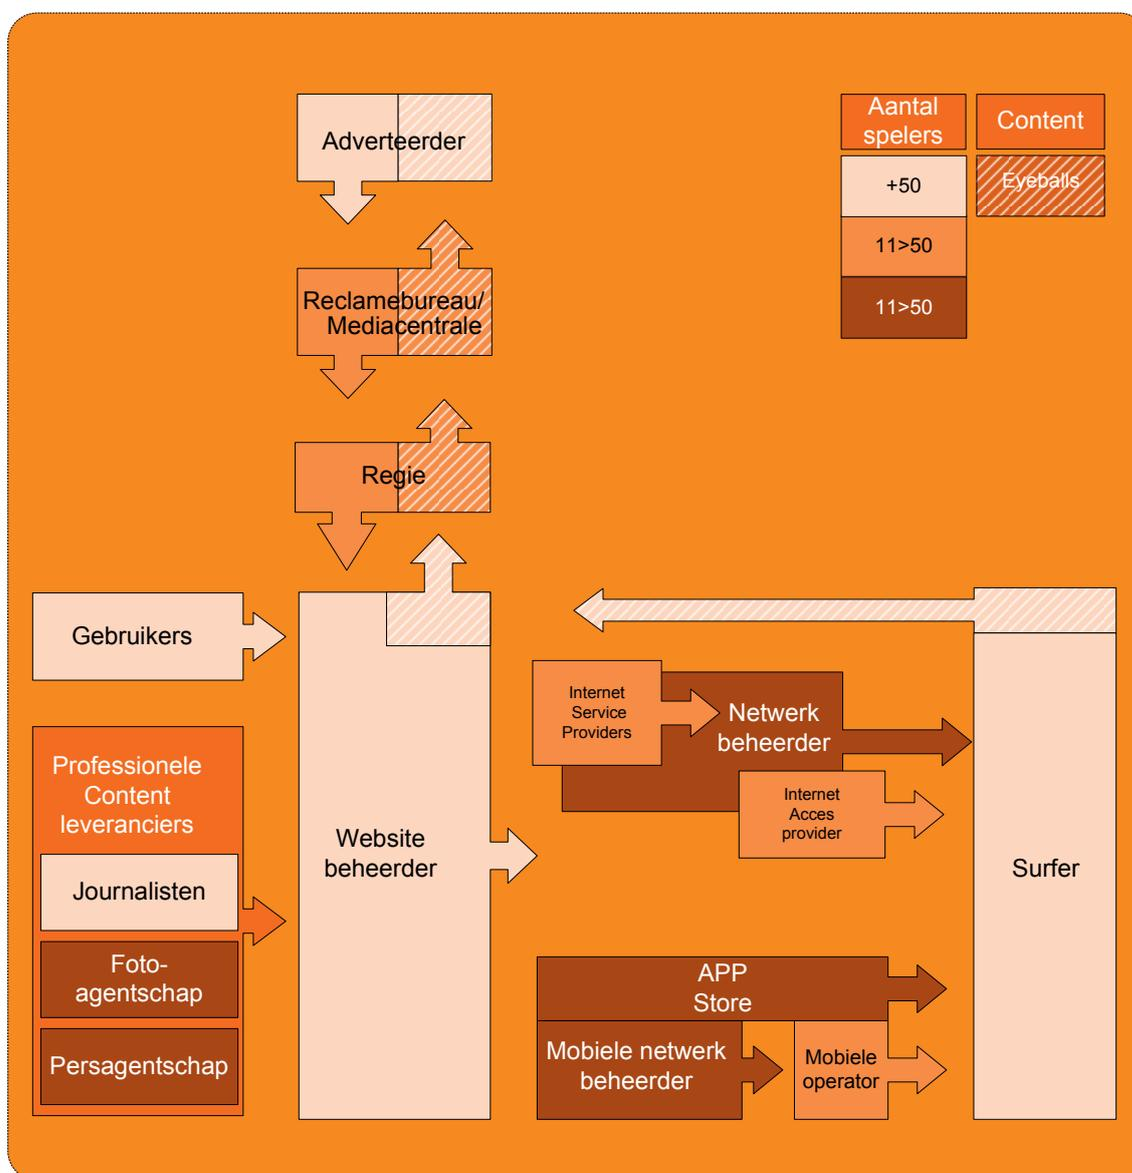 Adverteerder
Aantal
spelers
Content
+50
Eyeballs
11>50
11>50
Reclamebureau/
Mediacentrale
Regie
Gebruikers
Professionele
Content
leveranciers
Journalisten
Foto-
agentschap
Persagentschap
Website
beheerder
Internet
Service
Providers
Netwerk
beheerder
Internet
Acces
provider
APP
Store
Mobiele netwerk
beheerder
Mobiele
operator
Surfer